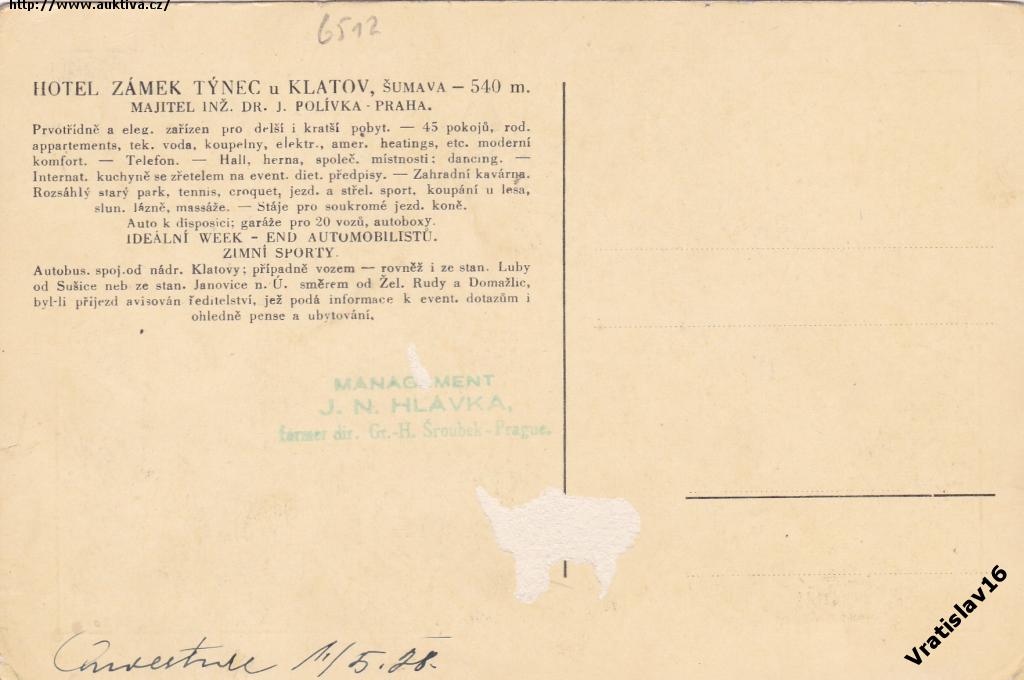 http://www.auktiva.cz/
6512
HOTEL ZÁMEK TÝNEC u KLATOV, ŠUMAVA — 540 m.
MAJITEL INŽ. DR. J. POLÍVKA - PRAHA.
Prvotřídně a eleg. zařízen pro delší i kratší pobyt. — 45 pokojů, rod.
appartements, tek. voda, koupelny, elektr., amer. heatings, etc. moderní
komfort. — Telefon. — Hall, herna, společ. místnosti: dancing. —
Internat. kuchyně se zřetelem na event. diet. předpisy. — Zahradní kavárna.
Rozsáhlý starý park, tennis, croquet, jezd. a střel. sport, koupání u lesa,
slun. lázně, massáže. — Stáje pro soukromé jezd. koně.
Auto k disposici; garáže pro 20 vozů, autoboxy.
IDEÁLNÍ WEEK - END AUTOMOBILISTŮ.
ZIMNÍ SPORTY.
Autobus. spoj. od nádr. Klatovy; případně vozem — rovněž i ze stan. Luby
od Sušice neb ze stan. Janovice n. Ú. směrem od Žel. Rudy a Domažlic,
byl-li příjezd avisován ředitelství, jež podá informace k event. dotazům i
ohledně pense a ubytování.
MANAGEMENT
J. N. HLAVKA,
former dir. Gr.-H. Šroubek - Prague.
11/5. 28.
Vratislav16